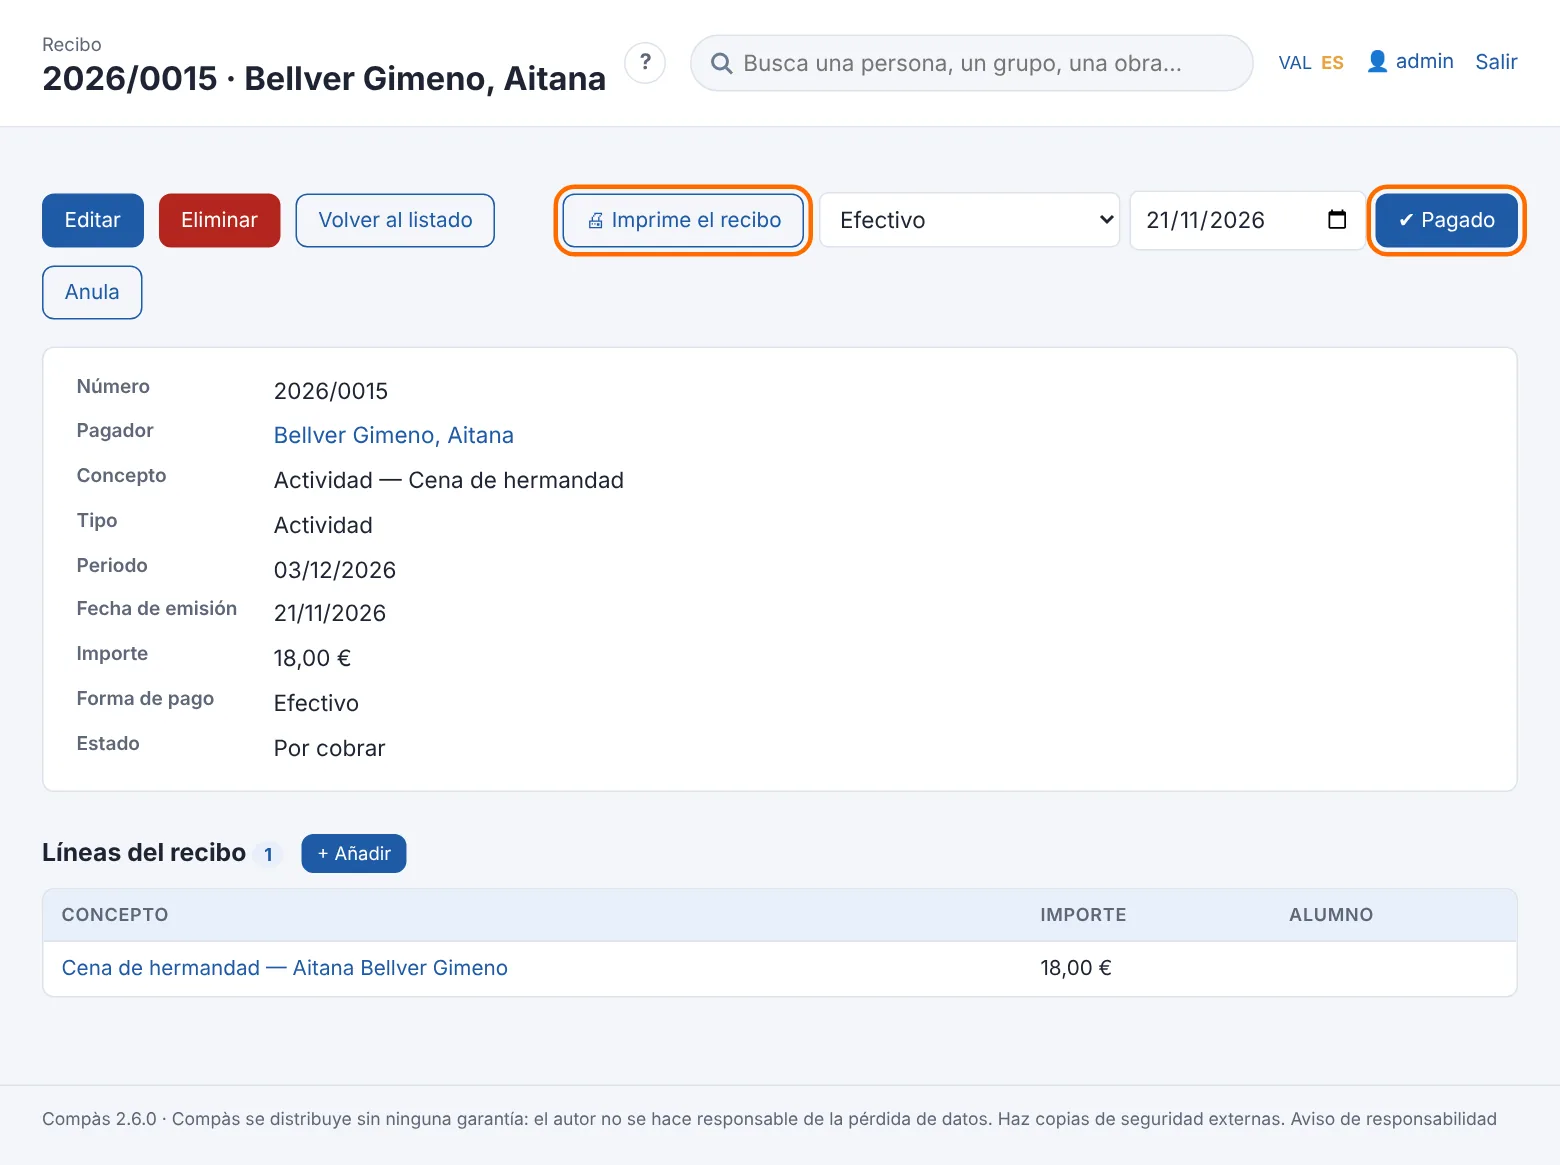 Recibo
2026/0015 · Bellver Gimeno, Aitana
?
Busca una persona, un grupo, una obra...
VAL ES
admin
Salir
Editar
Eliminar
Volver al listado
Imprime el recibo
Efectivo
21/11/2026
✔ Pagado
Anula
Número 2026/0015
Pagador Bellver Gimeno, Aitana
Concepto Actividad — Cena de hermandad
Tipo Actividad
Periodo 03/12/2026
Fecha de emisión 21/11/2026
Importe 18,00 €
Forma de pago Efectivo
Estado Por cobrar
Líneas del recibo 1 + Añadir
CONCEPTO IMPORTE ALUMNO
Cena de hermandad — Aitana Bellver Gimeno 18,00 €
Compàs 2.6.0 · Compàs se distribuye sin ninguna garantía: el autor no se hace responsable de la pérdida de datos. Haz copias de seguridad externas. Aviso de responsabilidad